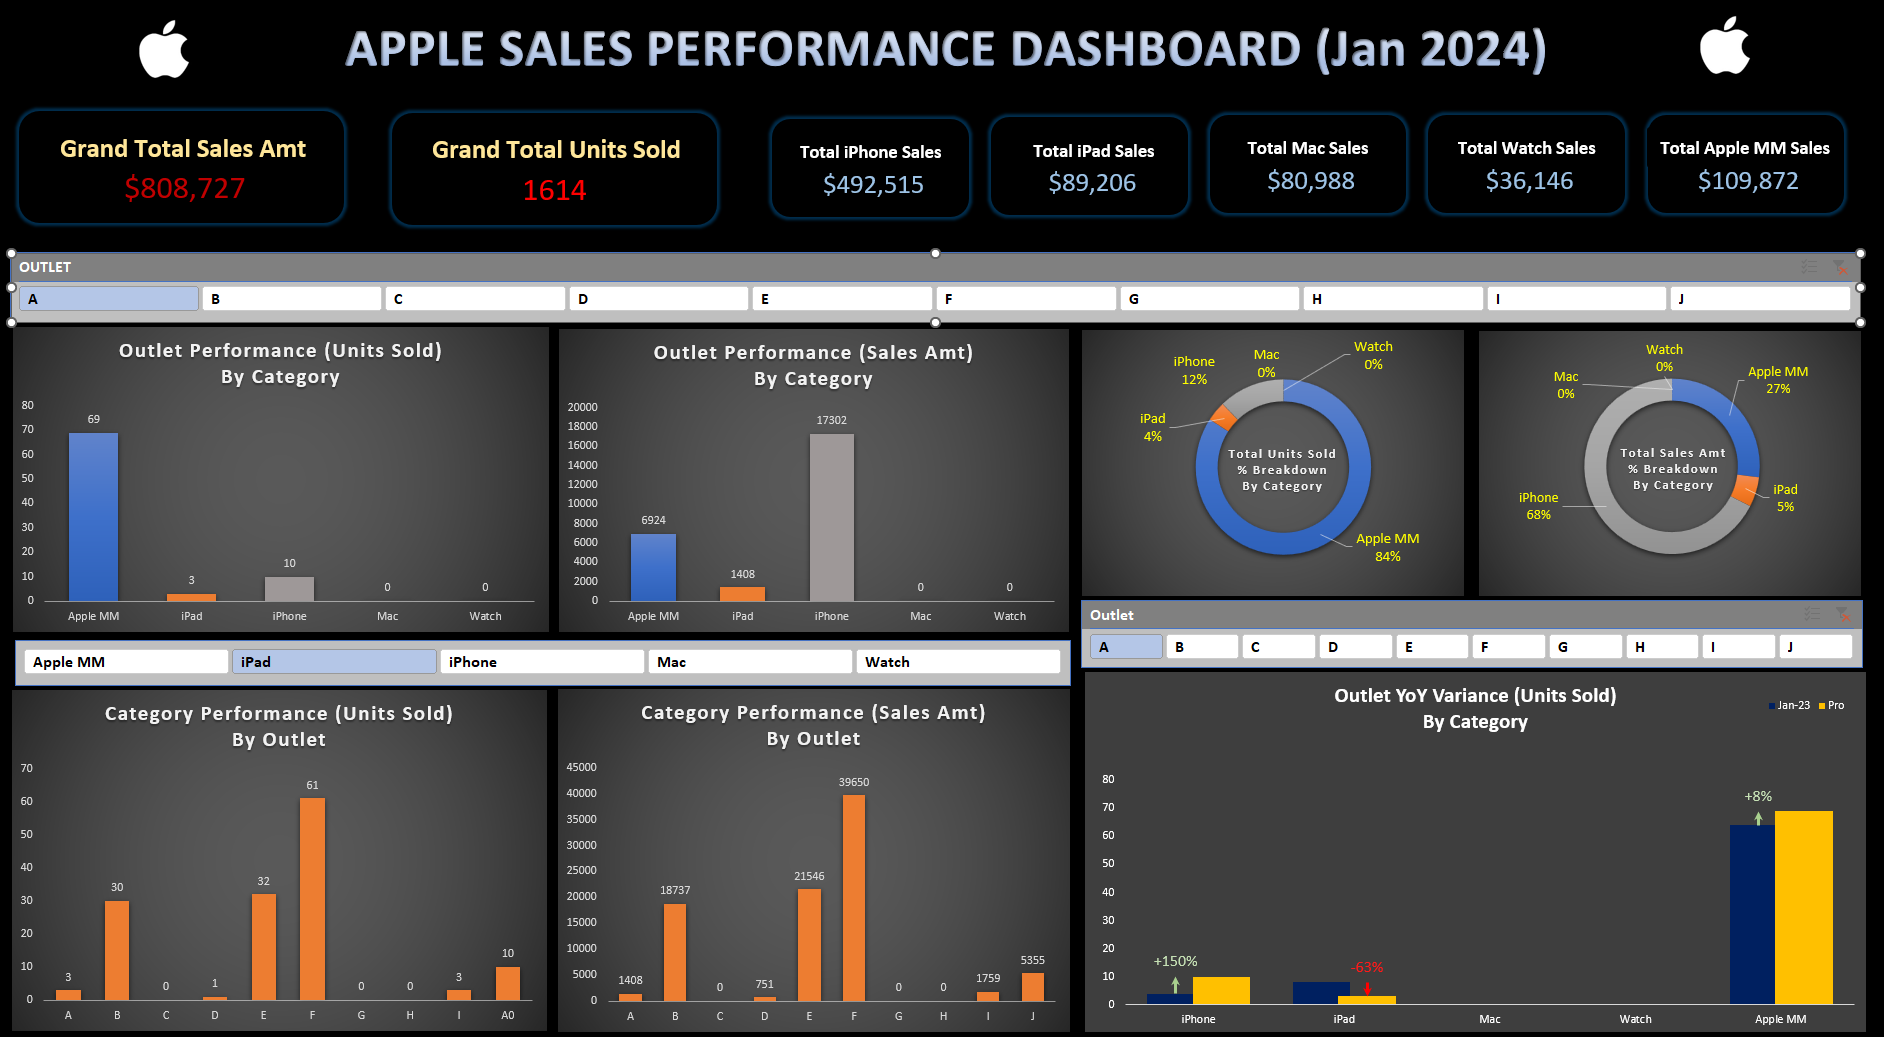 APPLE SALES PERFORMANCE DASHBOARD (Jan 2024)
Grand Total Sales Amt
$808,727
Grand Total Units Sold
1614
Total iPhone Sales
$492,515
Total iPad Sales
$89,206
Total Mac Sales
$80,988
Total Watch Sales
$36,146
Total Apple MM Sales
$109,872
OUTLET
A B C D E F G H I J
Outlet Performance (Units Sold)
By Category
80
70
60
50
40
30
20
10
0
69
3
10
0
0
Apple MM iPad iPhone Mac Watch
Outlet Performance (Sales Amt)
By Category
20000
18000
16000
14000
12000
10000
8000
6000
4000
2000
0
6924
1408
17302
0
0
Apple MM iPad iPhone Mac Watch
iPhone
12%
Mac
0%
Watch
0%
iPad
4%
Total Units Sold
% Breakdown
By Category
Apple MM
84%
Watch
0%
Mac
0%
Apple MM
27%
Total Sales Amt
% Breakdown
By Category
iPhone
68%
iPad
5%
Apple MM iPad iPhone Mac Watch
Outlet
A B C D E F G H I J
Category Performance (Units Sold)
By Outlet
70
60
50
40
30
20
10
0
3
30
0
1
32
61
0
0
3
10
A B C D E F G H I A0
Category Performance (Sales Amt)
By Outlet
45000
40000
35000
30000
25000
20000
15000
10000
5000
0
1408
18737
0
751
21546
39650
0
0
1759
5355
A B C D E F G H I J
Outlet YoY Variance (Units Sold)
By Category
Jan-23 Pro
80
70
60
50
40
30
20
10
0
+150%
-63%
+8%
iPhone iPad Mac Watch Apple MM